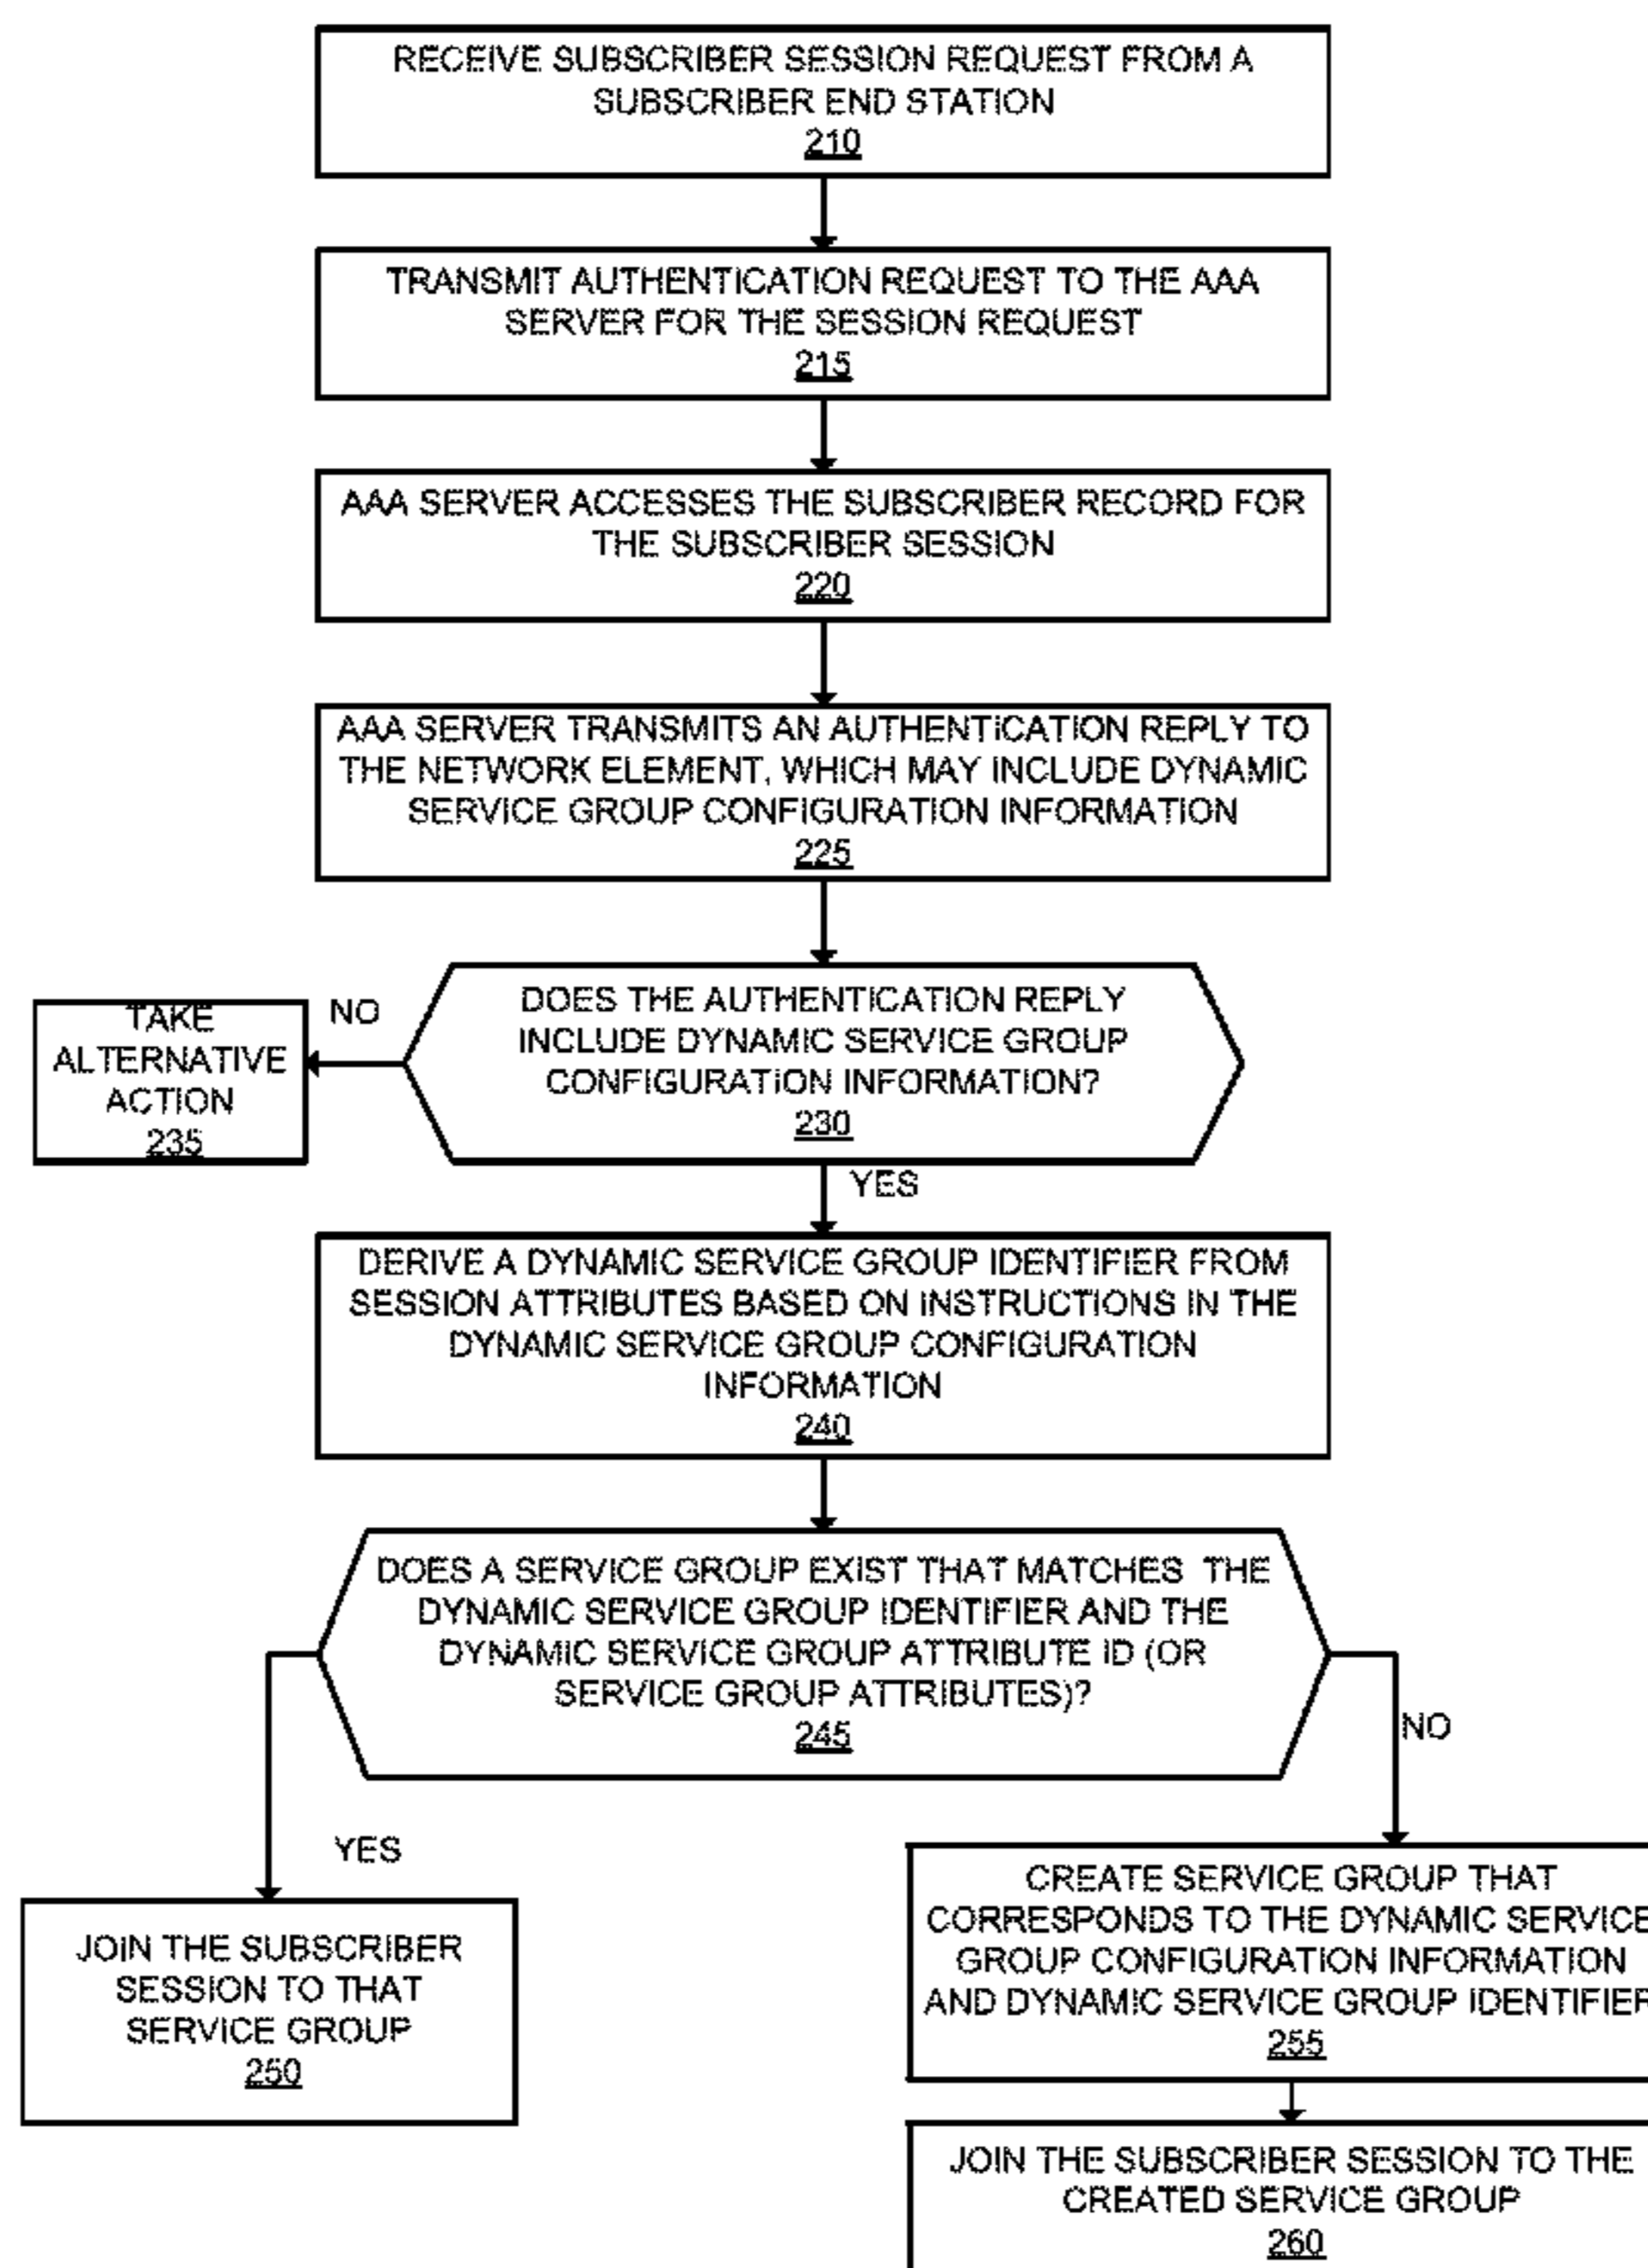 RECEIVE SUBSCRIBER SESSION REQUEST FROM A
SUBSCRIBER END STATION
210
TRANSMIT AUTHENTICATION REQUEST TO THE AAA
SERVER FOR THE SESSION REQUEST
215
AAA SERVER ACCESSES THE SUBSCRIBER RECORD FOR
THE SUBSCRIBER SESSION
220
AAA SERVER TRANSMITS AN AUTHENTICATION REPLY TO
THE NETWORK ELEMENT, WHICH MAY INCLUDE DYNAMIC
SERVICE GROUP CONFIGURATION INFORMATION
225
DOES THE AUTHENTICATION REPLY
INCLUDE DYNAMIC SERVICE GROUP
CONFIGURATION INFORMATION?
230
NO
TAKE
ALTERNATIVE
ACTION
235
YES
DERIVE A DYNAMIC SERVICE GROUP IDENTIFIER FROM
SESSION ATTRIBUTES BASED ON INSTRUCTIONS IN THE
DYNAMIC SERVICE GROUP CONFIGURATION
INFORMATION
240
DOES A SERVICE GROUP EXIST THAT MATCHES THE
DYNAMIC SERVICE GROUP IDENTIFIER AND THE
DYNAMIC SERVICE GROUP ATTRIBUTE ID (OR
SERVICE GROUP ATTRIBUTES)?
245
YES
JOIN THE SUBSCRIBER
SESSION TO THAT
SERVICE GROUP
250
NO
CREATE SERVICE GROUP THAT
CORRESPONDS TO THE DYNAMIC SERVICE
GROUP CONFIGURATION INFORMATION
AND DYNAMIC SERVICE GROUP IDENTIFIER
255
JOIN THE SUBSCRIBER SESSION TO THE
CREATED SERVICE GROUP
260